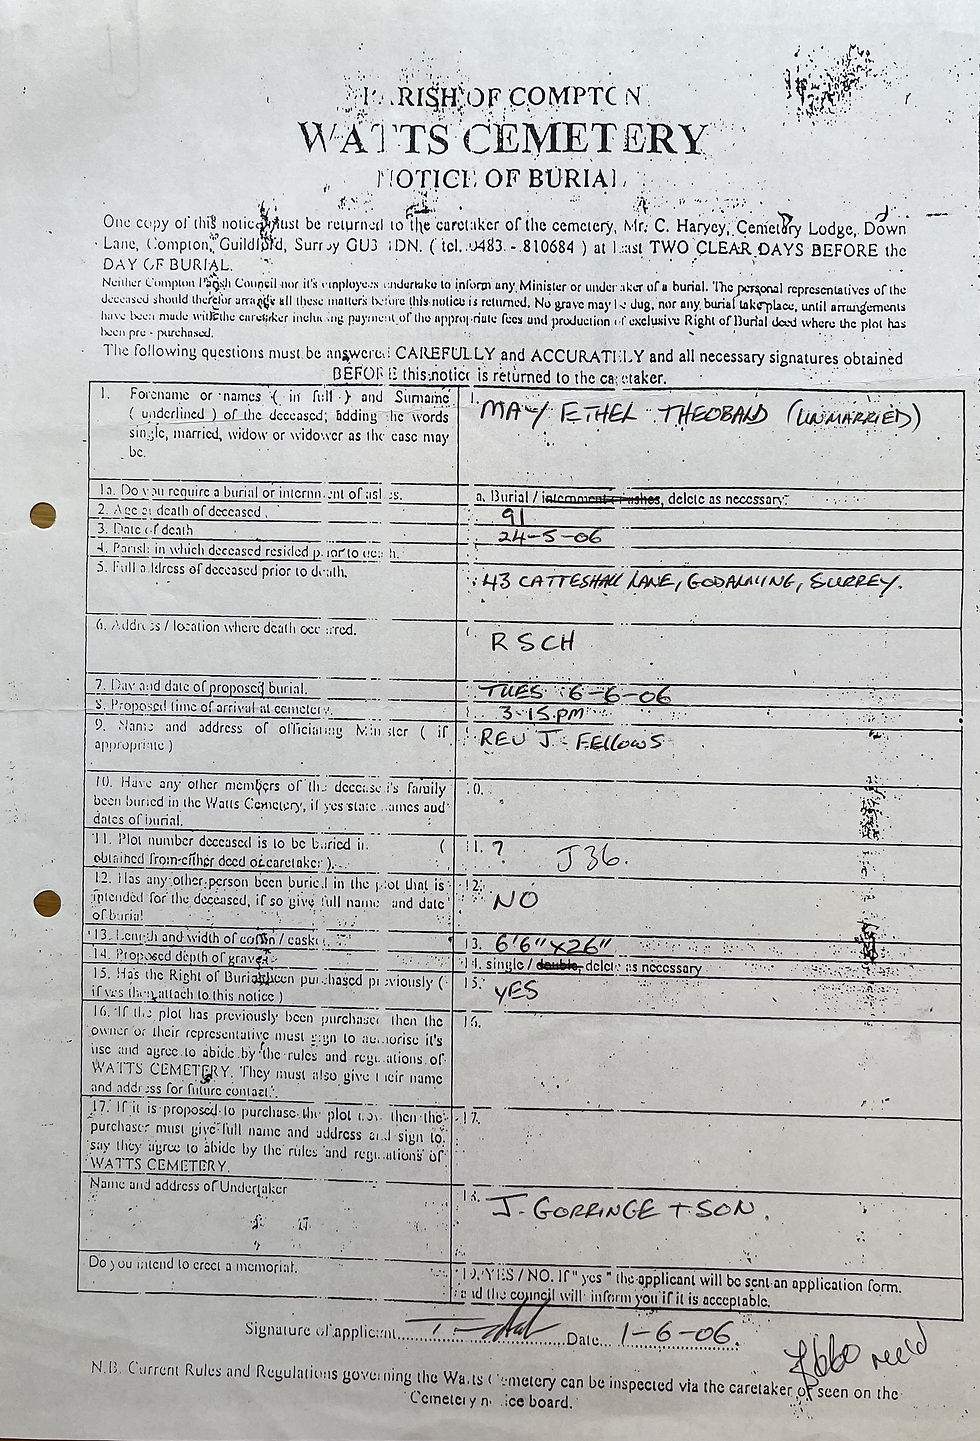 PARISH OF COMPTON
WATTS CEMETERY
NOTICE OF BURIAL
One copy of this notice must be returned to the caretaker of the cemetery, Mr. C. Harvey, Cemetery Lodge, Down
Lane, Compton, Guildford, Surrey GU3 1DN. ( tel. 0483 - 810684 ) at least TWO CLEAR DAYS BEFORE the
DAY OF BURIAL.
Neither Compton Parish Council nor it's employees undertake to inform any Minister or undertaker of a burial. The personal representatives of the
deceased should therefor arrange all these matters before this notice is returned. No grave may be dug, nor any burial take place, until arrangements
have been made with the caretaker including payment of the appropriate fees and production of exclusive Right of Burial deed where the plot has
been pre - purchased.
The following questions must be answered CAREFULLY and ACCURATELY and all necessary signatures obtained
BEFORE this notice is returned to the caretaker.
1. Forename or names ( in full ) and Surname
( underlined ) of the deceased; adding the words
single, married, widow or widower as the case may
be.
1. MAY ETHEL THEOBALD (UNMARRIED)
1a. Do you require a burial or internment of ashes.
a. Burial / internment of ashes, delete as necessary.
2. Age at death of deceased.
91
3. Date of death
24-5-06
4. Parish in which deceased resided prior to death.
5. Full address of deceased prior to death.
43 CATTESHALL LANE, GODALMING, SURREY.
6. Address / location where death occurred.
RSCH
7. Day and date of proposed burial.
TUES 6-6-06
8. Proposed time of arrival at cemetery.
3-15pm
9. Name and address of officiating Minister ( if
appropriate )
REV J. FELLOWS
10. Have any other members of the deceased's family
been buried in the Watts Cemetery, if yes state names and
dates of burial.
10.
11. Plot number deceased is to be buried in (
obtained from either deed or caretaker ).
11. ? J36.
12. Has any other person been buried in the plot that is
intended for the deceased, if so give full name and date
of burial
12. NO
13. Length and width of coffin / casket.
13. 6'6"x26"
14. Proposed depth of grave.
14. single / double, delete as necessary
15. Has the Right of Burial been purchased previously (
if yes then attach to this notice )
15. YES
16. If the plot has previously been purchased then the
owner or their representative must sign to authorise it's
use and agree to abide by the rules and regulations of
WATTS CEMETERY. They must also give their name
and address for future contact.
16.
17. If it is proposed to purchase the plot now then the
purchaser must give full name and address and sign to
say they agree to abide by the rules and regulations of
WATTS CEMETERY.
17.
Name and address of Undertaker
18. J. GORRINGE + SON.
Do you intend to erect a memorial.
19. YES / NO. If " yes " the applicant will be sent an application form.
and the council will inform you if it is acceptable.
Signature of applicant Date 1-6-06.
£660 rec'd
N.B. Current Rules and Regulations governing the Watts Cemetery can be inspected via the caretaker or seen on the
Cemetery notice board.